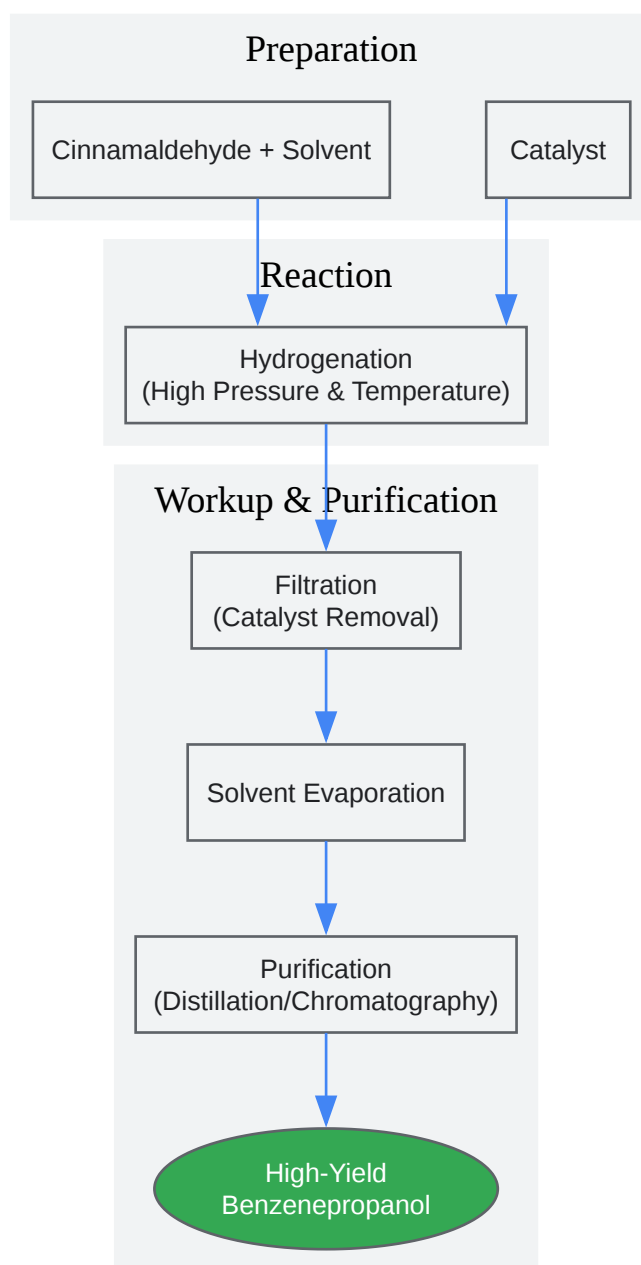 Preparation
Cinnamaldehyde + Solvent
Catalyst
Reaction
Hydrogenation
(High Pressure & Temperature)
Workup & Purification
Filtration
(Catalyst Removal)
Solvent Evaporation
Purification
(Distillation/Chromatography)
High-Yield
Benzenepropanol